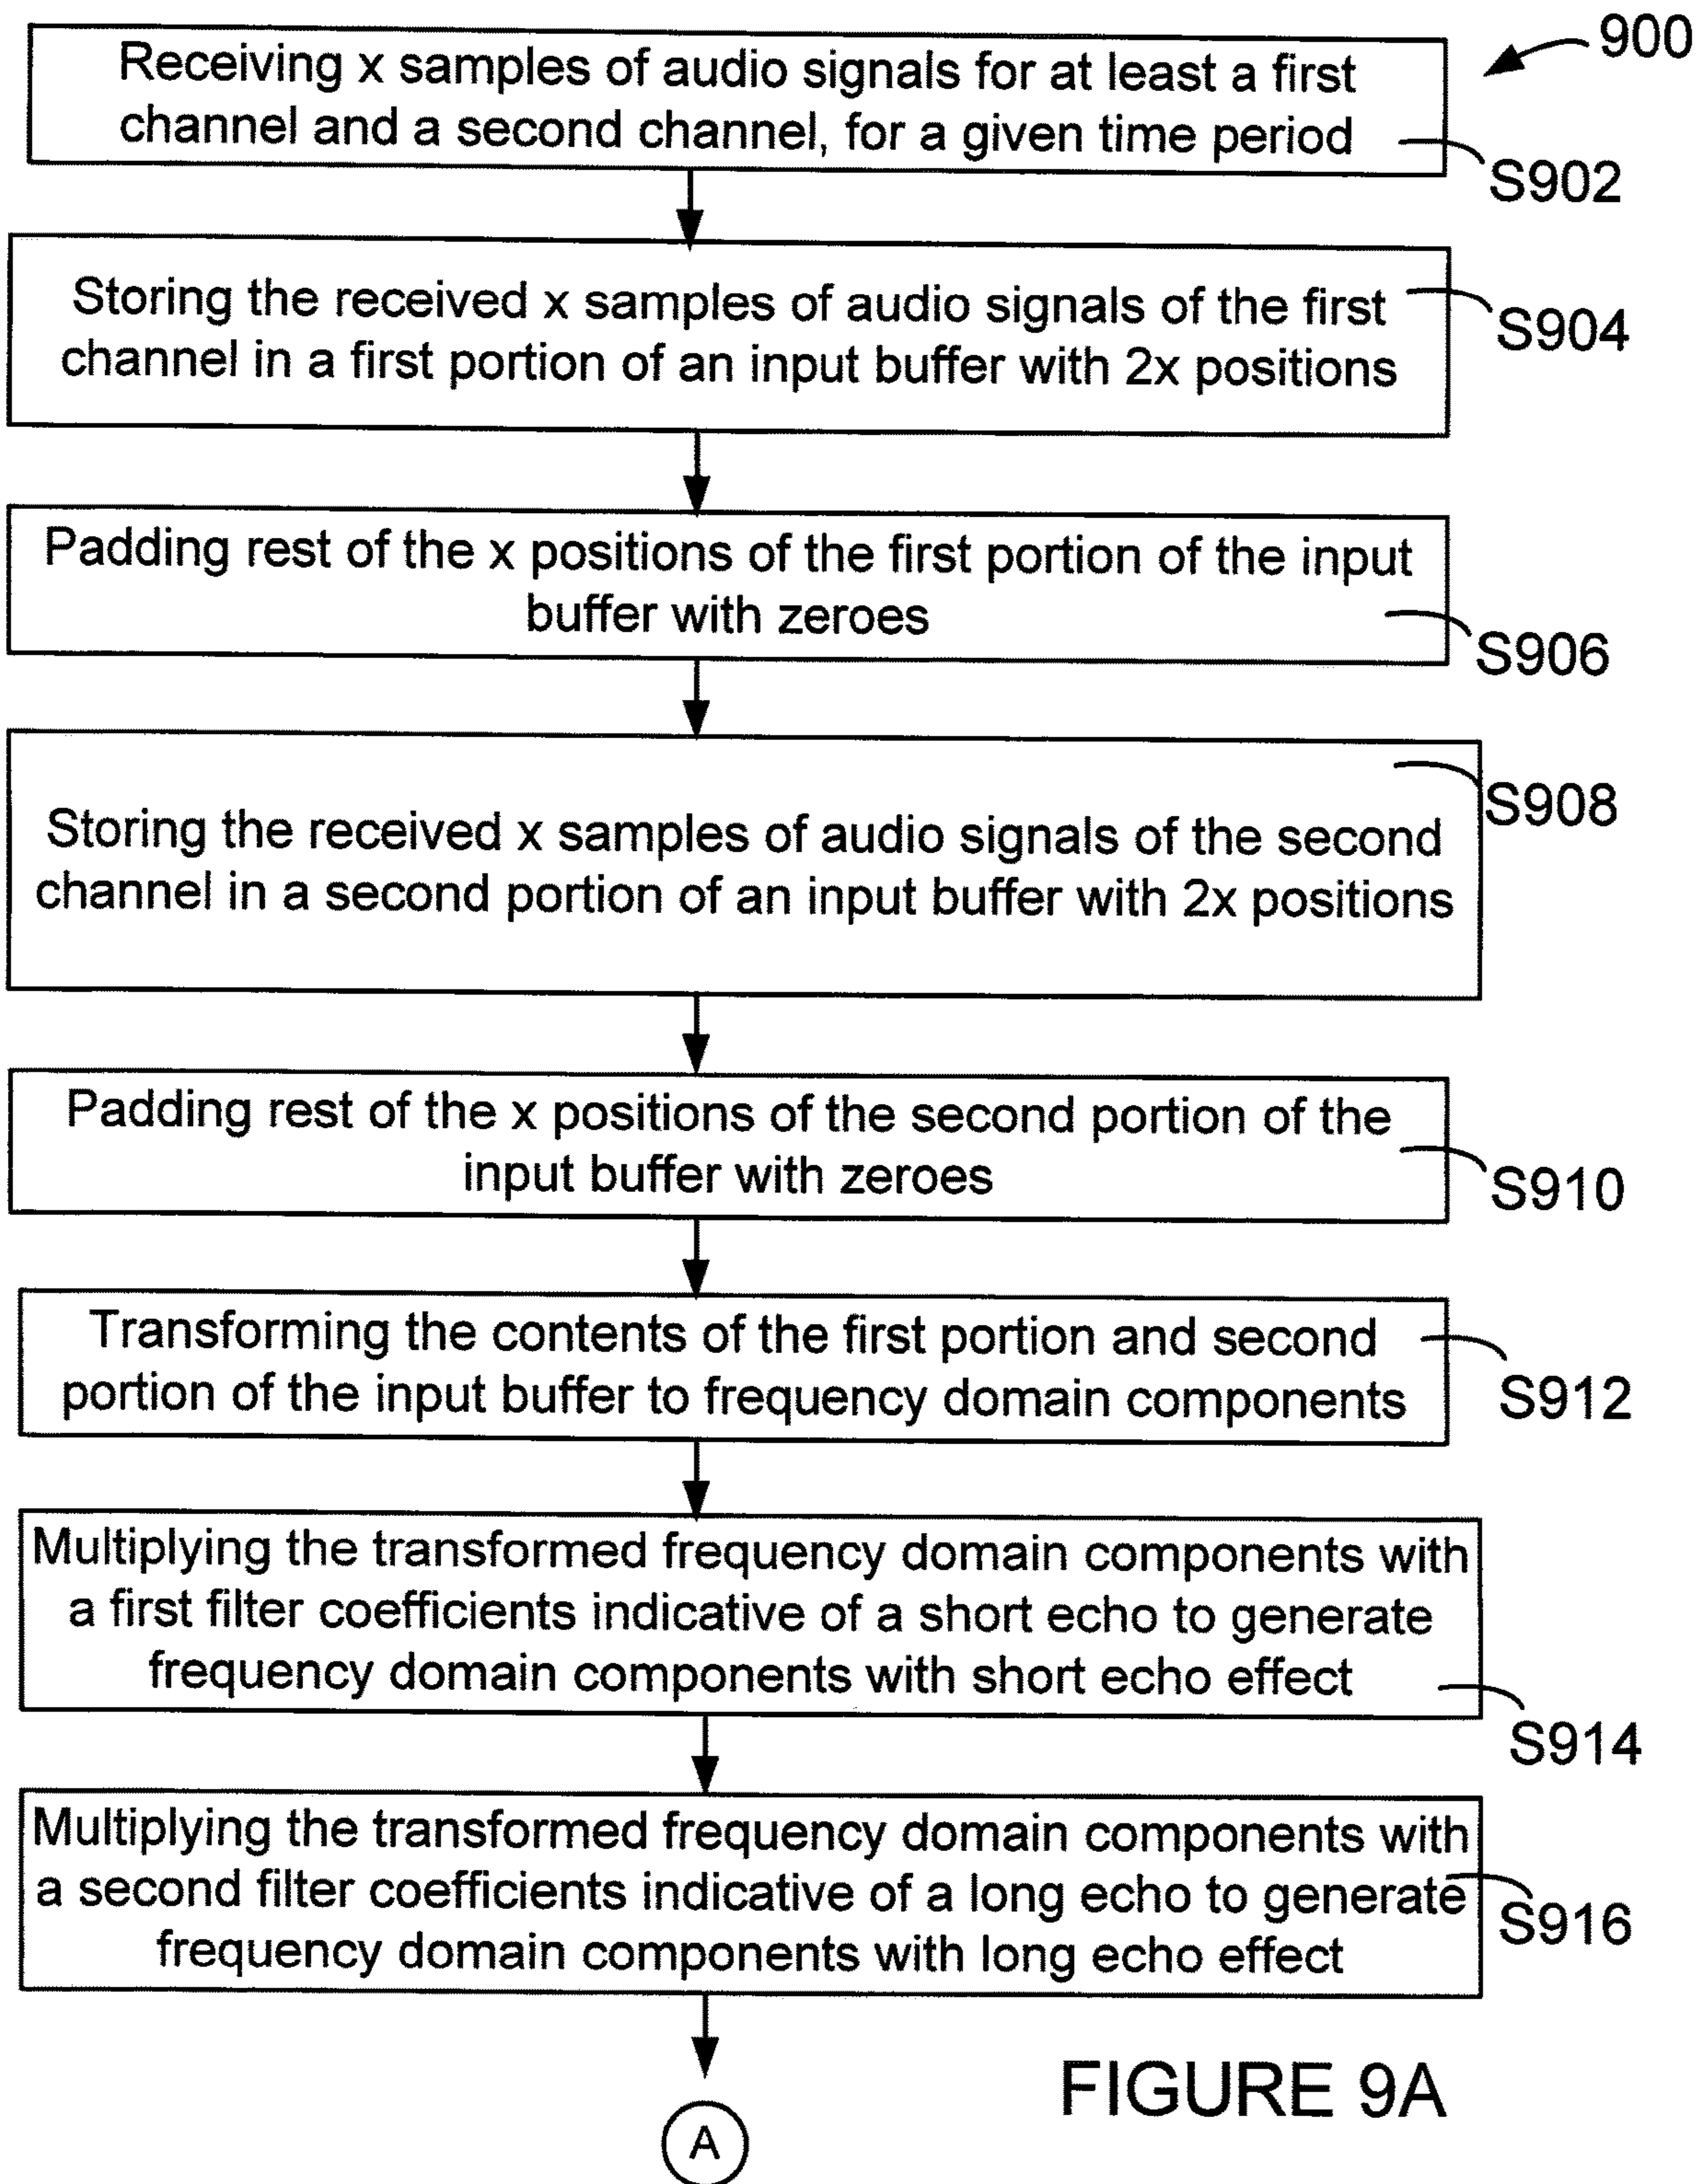 900
Receiving x samples of audio signals for at least a first
channel and a second channel, for a given time period
S902
Storing the received x samples of audio signals of the first
channel in a first portion of an input buffer with 2x positions
S904
Padding rest of the x positions of the first portion of the input
buffer with zeroes
S906
Storing the received x samples of audio signals of the second
channel in a second portion of an input buffer with 2x positions
S908
Padding rest of the x positions of the second portion of the
input buffer with zeroes
S910
Transforming the contents of the first portion and second
portion of the input buffer to frequency domain components
S912
Multiplying the transformed frequency domain components with
a first filter coefficients indicative of a short echo to generate
frequency domain components with short echo effect
S914
Multiplying the transformed frequency domain components with
a second filter coefficients indicative of a long echo to generate
frequency domain components with long echo effect
S916
A
FIGURE 9A